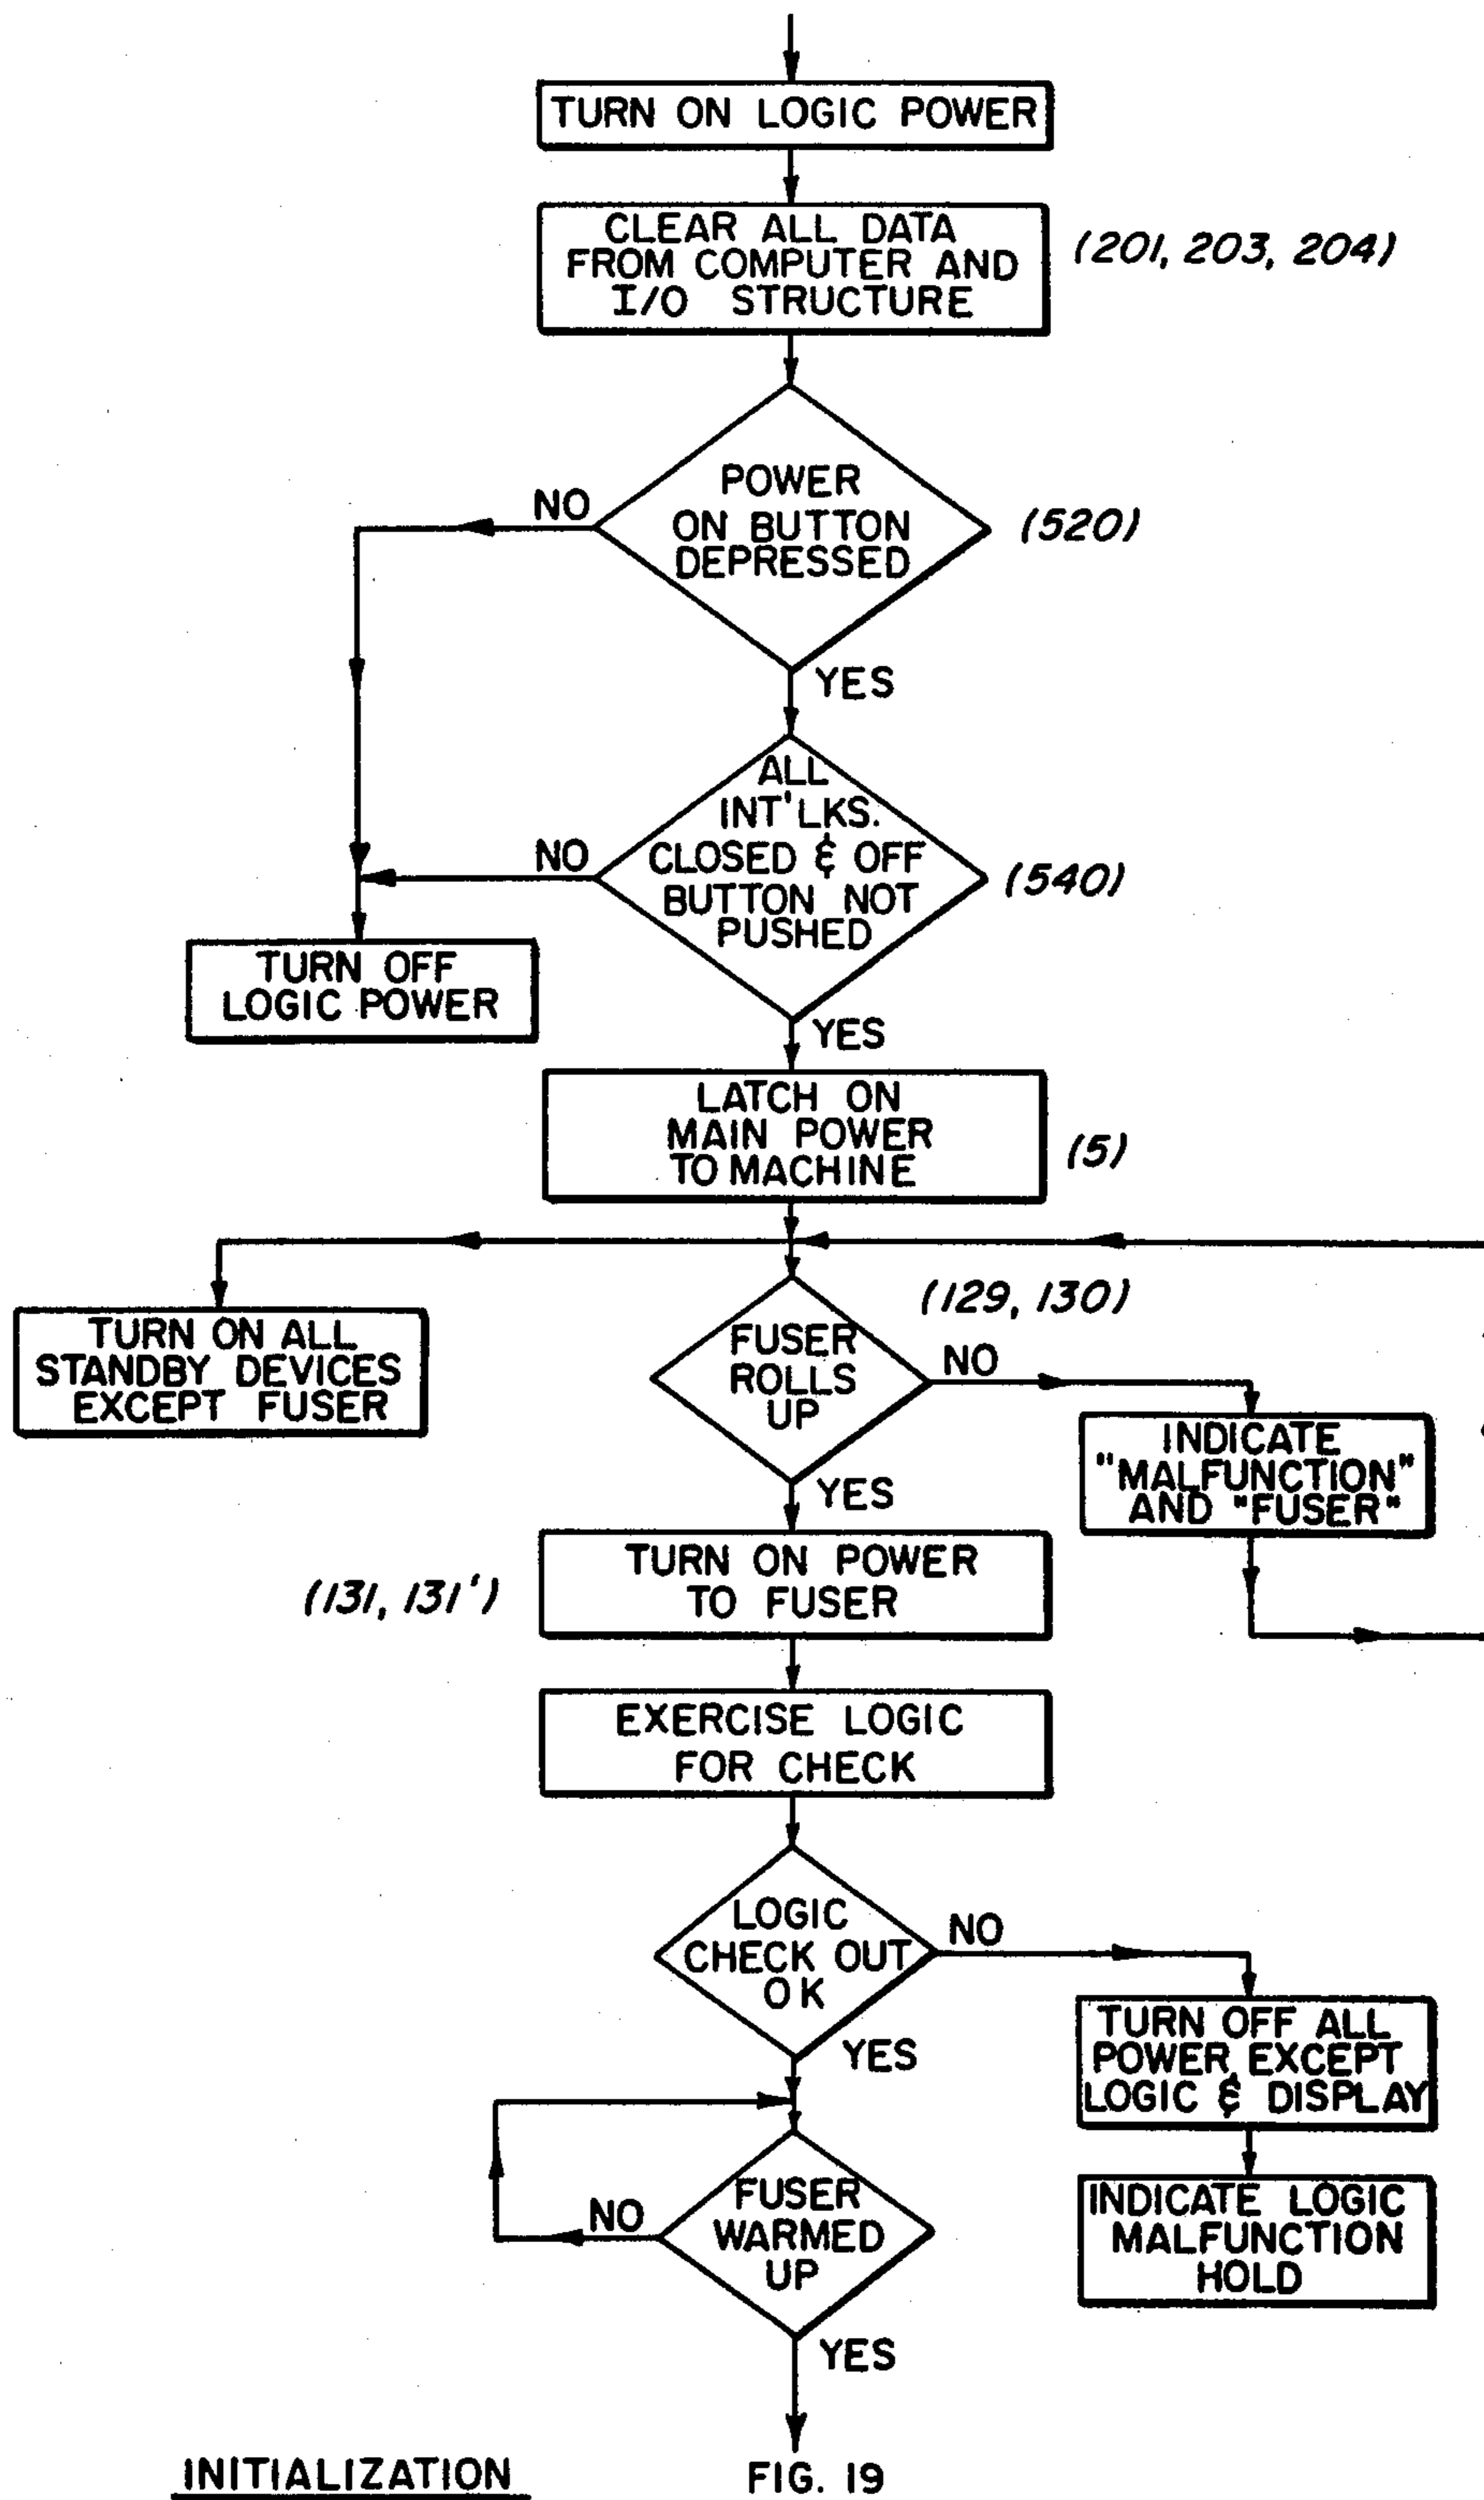 TURN ON LOGIC POWER
CLEAR ALL DATA
FROM COMPUTER AND
I/O STRUCTURE
(201, 203, 204)
POWER
ON BUTTON
DEPRESSED
NO
(520)
YES
ALL
INT'LKS.
CLOSED & OFF
BUTTON NOT
PUSHED
NO
(540)
TURN OFF
LOGIC POWER
YES
LATCH ON
MAIN POWER
TO MACHINE
(5)
TURN ON ALL
STANDBY DEVICES
EXCEPT FUSER
(129, 130)
FUSER
ROLLS
UP
NO
INDICATE
"MALFUNCTION"
AND "FUSER"
YES
TURN ON POWER
TO FUSER
(131, 131')
EXERCISE LOGIC
FOR CHECK
LOGIC
CHECK OUT
OK
NO
TURN OFF ALL
POWER EXCEPT
LOGIC & DISPLAY
YES
INDICATE LOGIC
MALFUNCTION
HOLD
FUSER
WARMED
UP
NO
YES
INITIALIZATION
FIG. 19